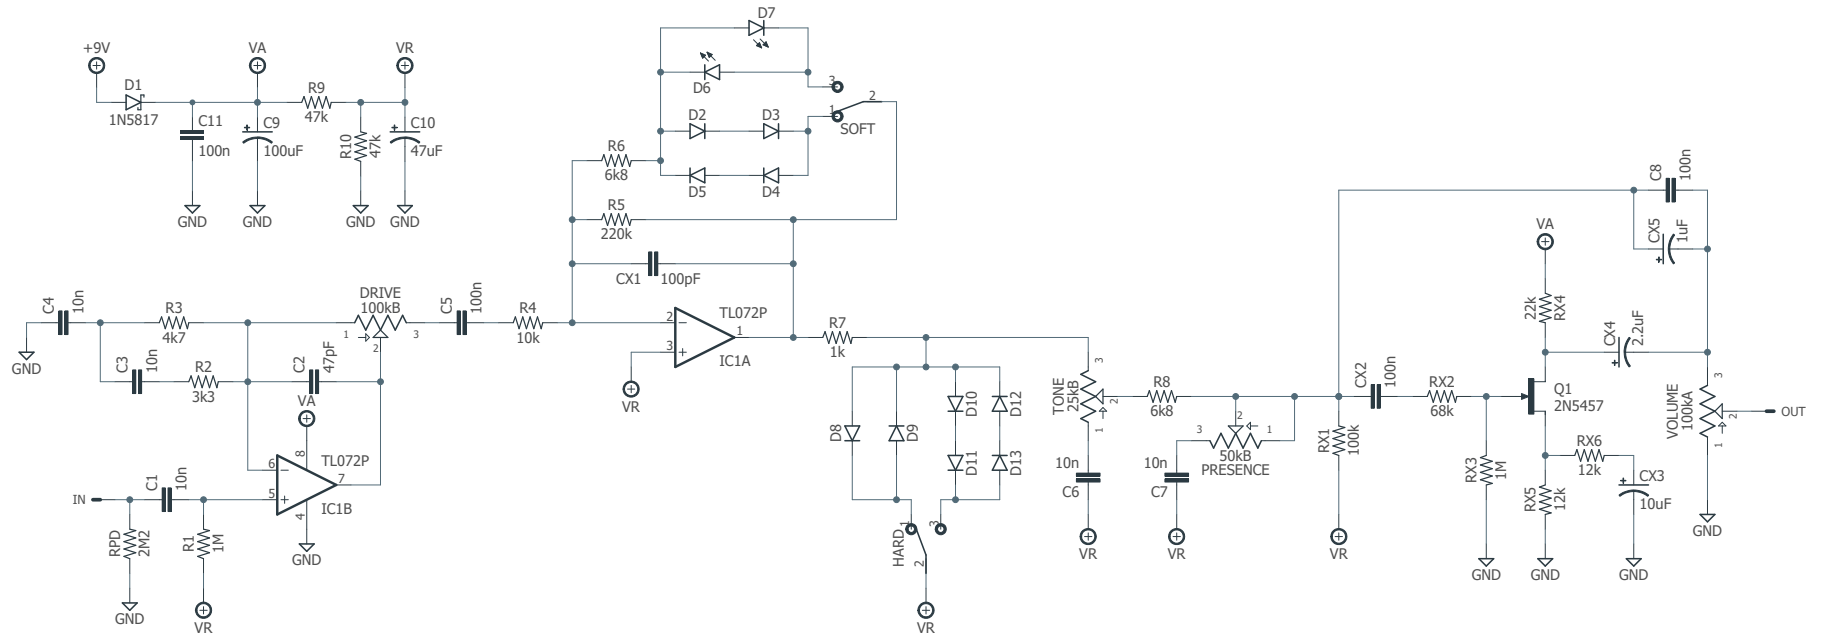 +9V
D1
1N5817
C11
100n
VA
C9
100uF
R9
47k
R10
47k
VR
C10
47uF
GND
GND
GND
GND
D7
D6
D2
D3
D5
D4
3
1
2
SOFT
R6
6k8
R5
220k
CX1
100pF
C4
10n
GND
R3
4k7
C3
10n
R2
3k3
DRIVE
100kB
1
2
3
C2
47pF
VA
8
6
5
7
4
TL072P
IC1B
GND
IN
C1
10n
RPD
2M2
GND
R1
1M
VR
C5
100n
R4
10k
2
3
1
TL072P
IC1A
VR
R7
1k
D8
D9
D10
D11
D12
D13
HARD
1
3
2
VR
TONE
25kB
3
2
1
10n
C6
VR
R8
6k8
3
2
1
50kB
PRESENCE
10n
C7
VR
RX1
100k
VR
CX2
100n
RX2
68k
RX3
1M
GND
VA
22k
RX4
Q1
2N5457
RX5
12k
GND
RX6
12k
CX3
10uF
GND
CX4
2.2uF
C8
100n
CX5
1uF
VOLUME
100kA
3
2
1
OUT
GND